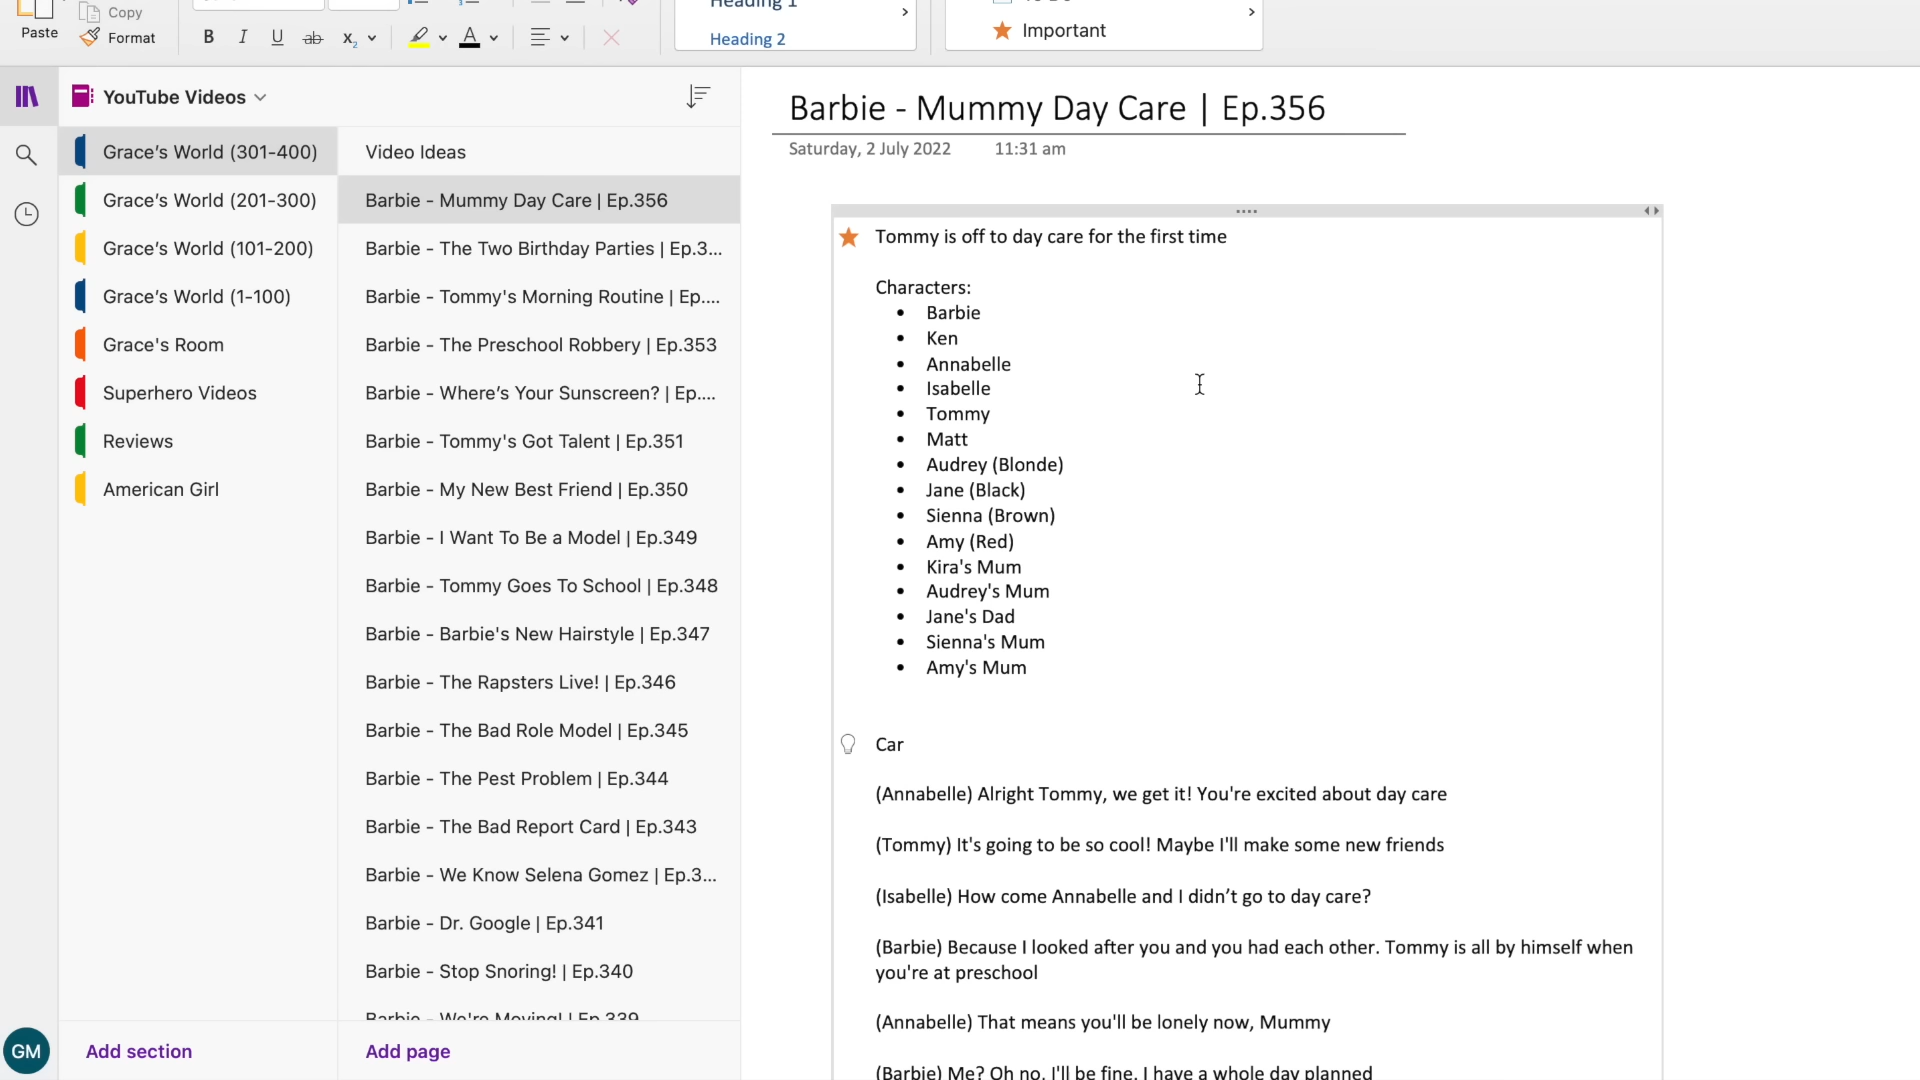 Paste
Copy
Format
B I U ab x₂ A
Heading 1
Heading 2
Important
YouTube Videos
Grace's World (301-400)
Grace's World (201-300)
Grace's World (101-200)
Grace's World (1-100)
Grace's Room
Superhero Videos
Reviews
American Girl
Add section
GM
Video Ideas
Barbie - Mummy Day Care | Ep.356
Barbie - The Two Birthday Parties | Ep.3...
Barbie - Tommy's Morning Routine | Ep....
Barbie - The Preschool Robbery | Ep.353
Barbie - Where's Your Sunscreen? | Ep....
Barbie - Tommy's Got Talent | Ep.351
Barbie - My New Best Friend | Ep.350
Barbie - I Want To Be a Model | Ep.349
Barbie - Tommy Goes To School | Ep.348
Barbie - Barbie's New Hairstyle | Ep.347
Barbie - The Rapsters Live! | Ep.346
Barbie - The Bad Role Model | Ep.345
Barbie - The Pest Problem | Ep.344
Barbie - The Bad Report Card | Ep.343
Barbie - We Know Selena Gomez | Ep.3...
Barbie - Dr. Google | Ep.341
Barbie - Stop Snoring! | Ep.340
Barbie - We're Moving! | Ep.339
Add page
Barbie - Mummy Day Care | Ep.356
Saturday, 2 July 2022 11:31 am
Tommy is off to day care for the first time
Characters:
• Barbie
• Ken
• Annabelle
• Isabelle
• Tommy
• Matt
• Audrey (Blonde)
• Jane (Black)
• Sienna (Brown)
• Amy (Red)
• Kira's Mum
• Audrey's Mum
• Jane's Dad
• Sienna's Mum
• Amy's Mum
Car
(Annabelle) Alright Tommy, we get it! You're excited about day care
(Tommy) It's going to be so cool! Maybe I'll make some new friends
(Isabelle) How come Annabelle and I didn’t go to day care?
(Barbie) Because I looked after you and you had each other. Tommy is all by himself when
you're at preschool
(Annabelle) That means you'll be lonely now, Mummy
(Barbie) Me? Oh no, I'll be fine. I have a whole day planned